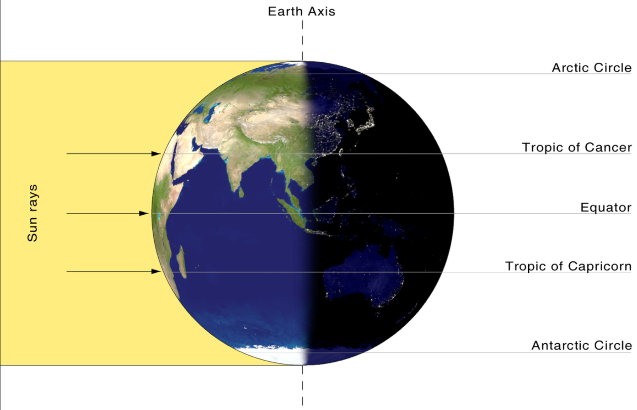 Earth Axis
Arctic Circle
Tropic of Cancer
Sun rays
Equator
Tropic of Capricorn
Antarctic Circle